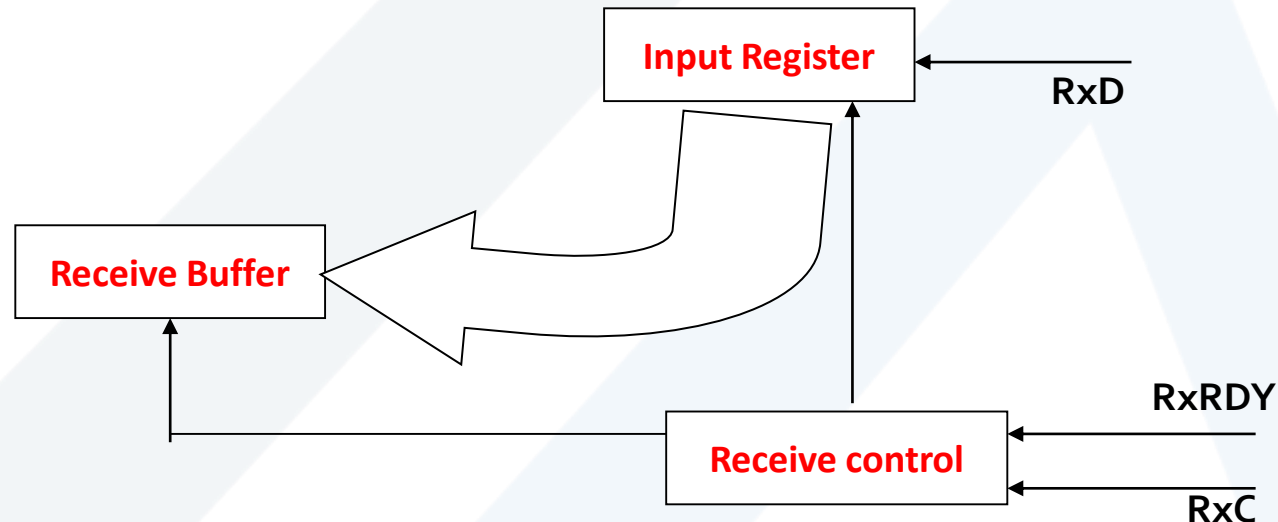 Input Register
RxD
Receive Buffer
RxRDY
Receive control
RxC